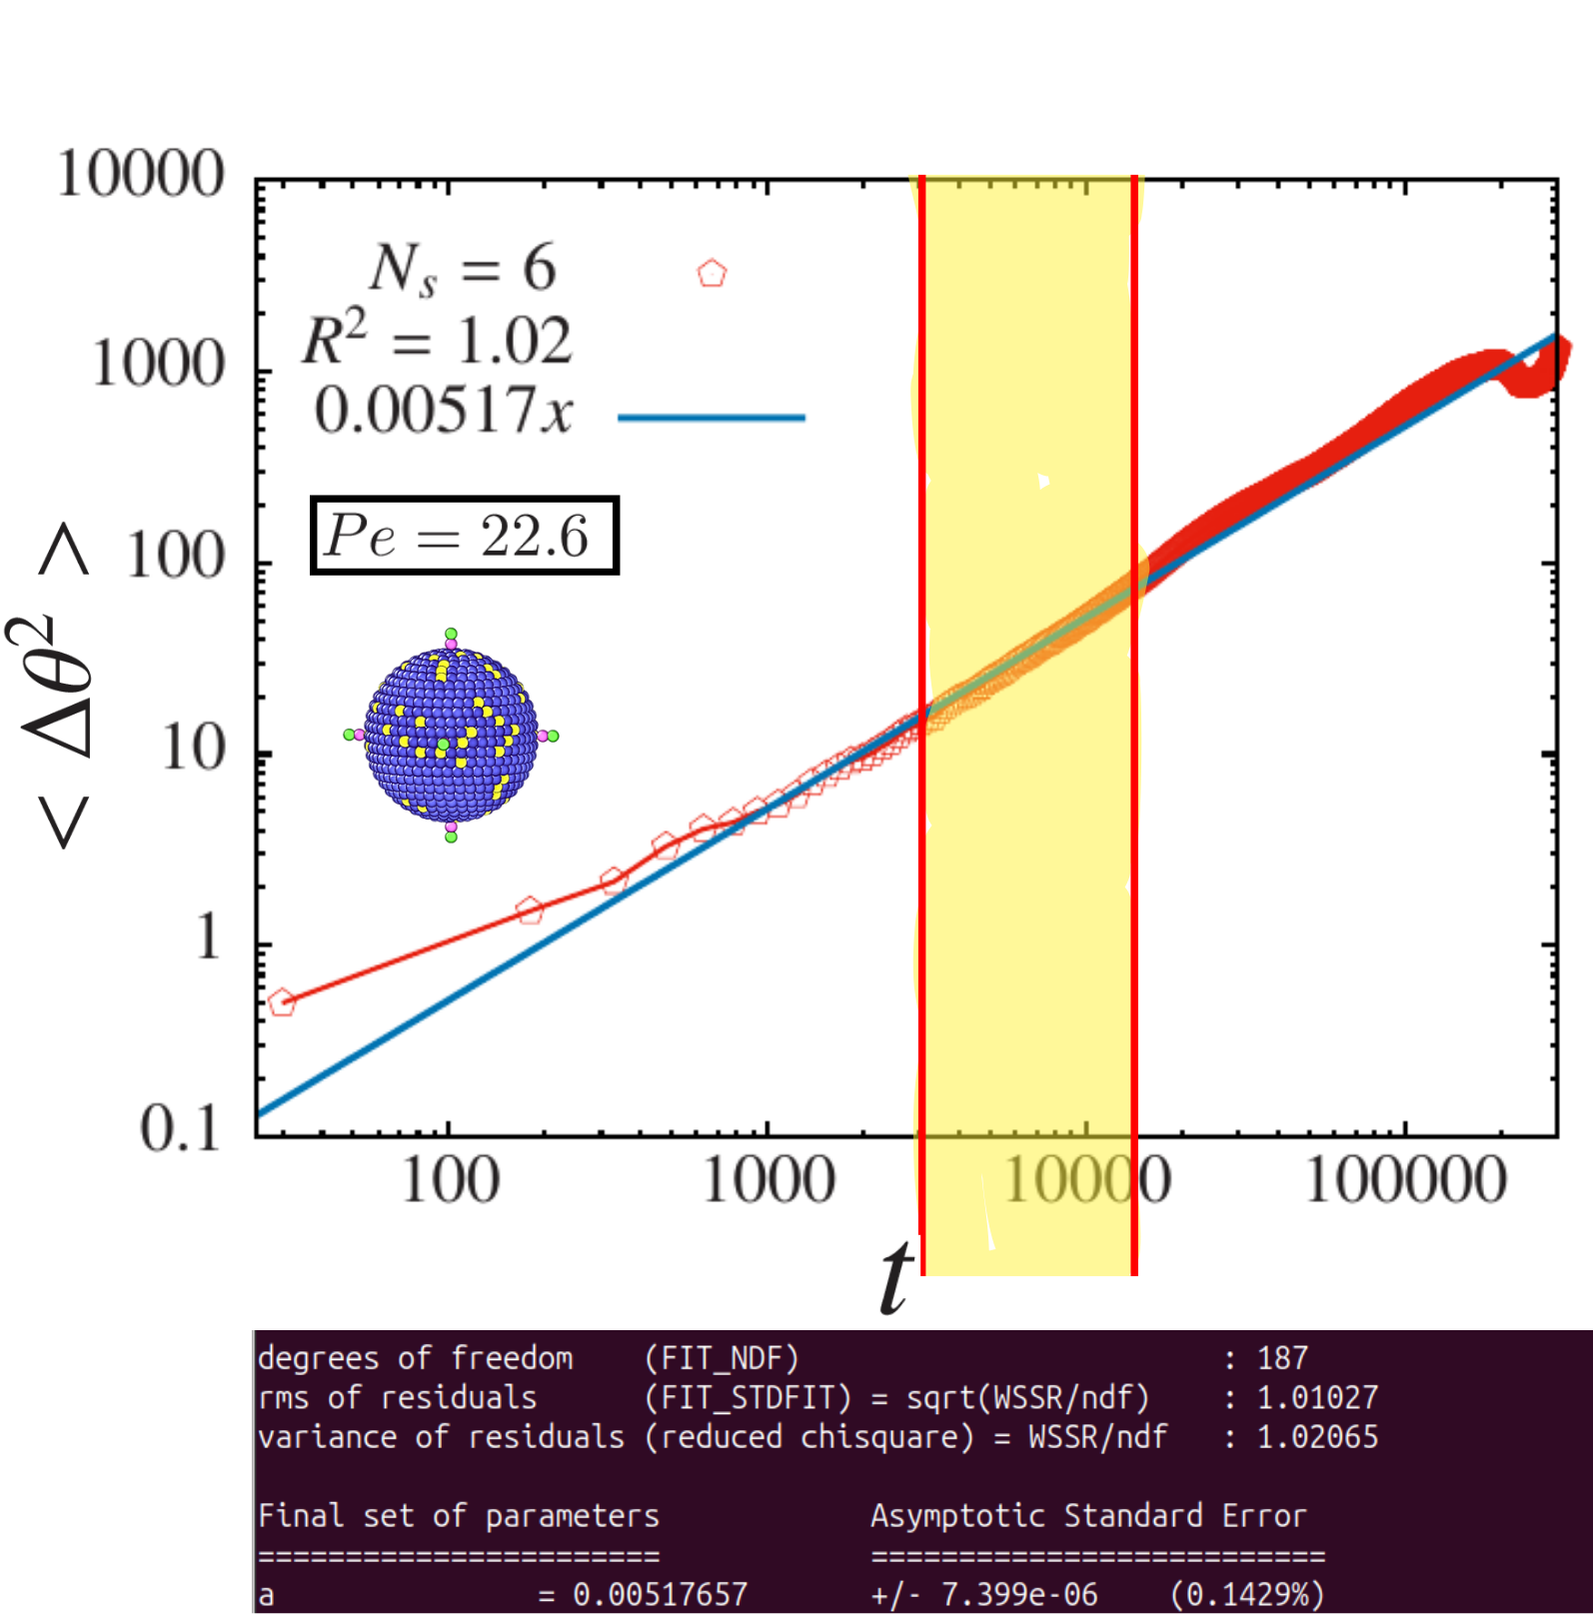 10000
1000
100
10
1
0.1
< Δθ² >
N_s = 6
R² = 1.02
0.00517x
Pe = 22.6
100 1000 10000 100000
t
degrees of freedom (FIT_NDF) : 187
rms of residuals (FIT_STDFIT) = sqrt(WSSR/ndf) : 1.01027
variance of residuals (reduced chisquare) = WSSR/ndf : 1.02065
Final set of parameters Asymptotic Standard Error
======================= ==========================
a = 0.00517657 +/- 7.399e-06 (0.1429%)